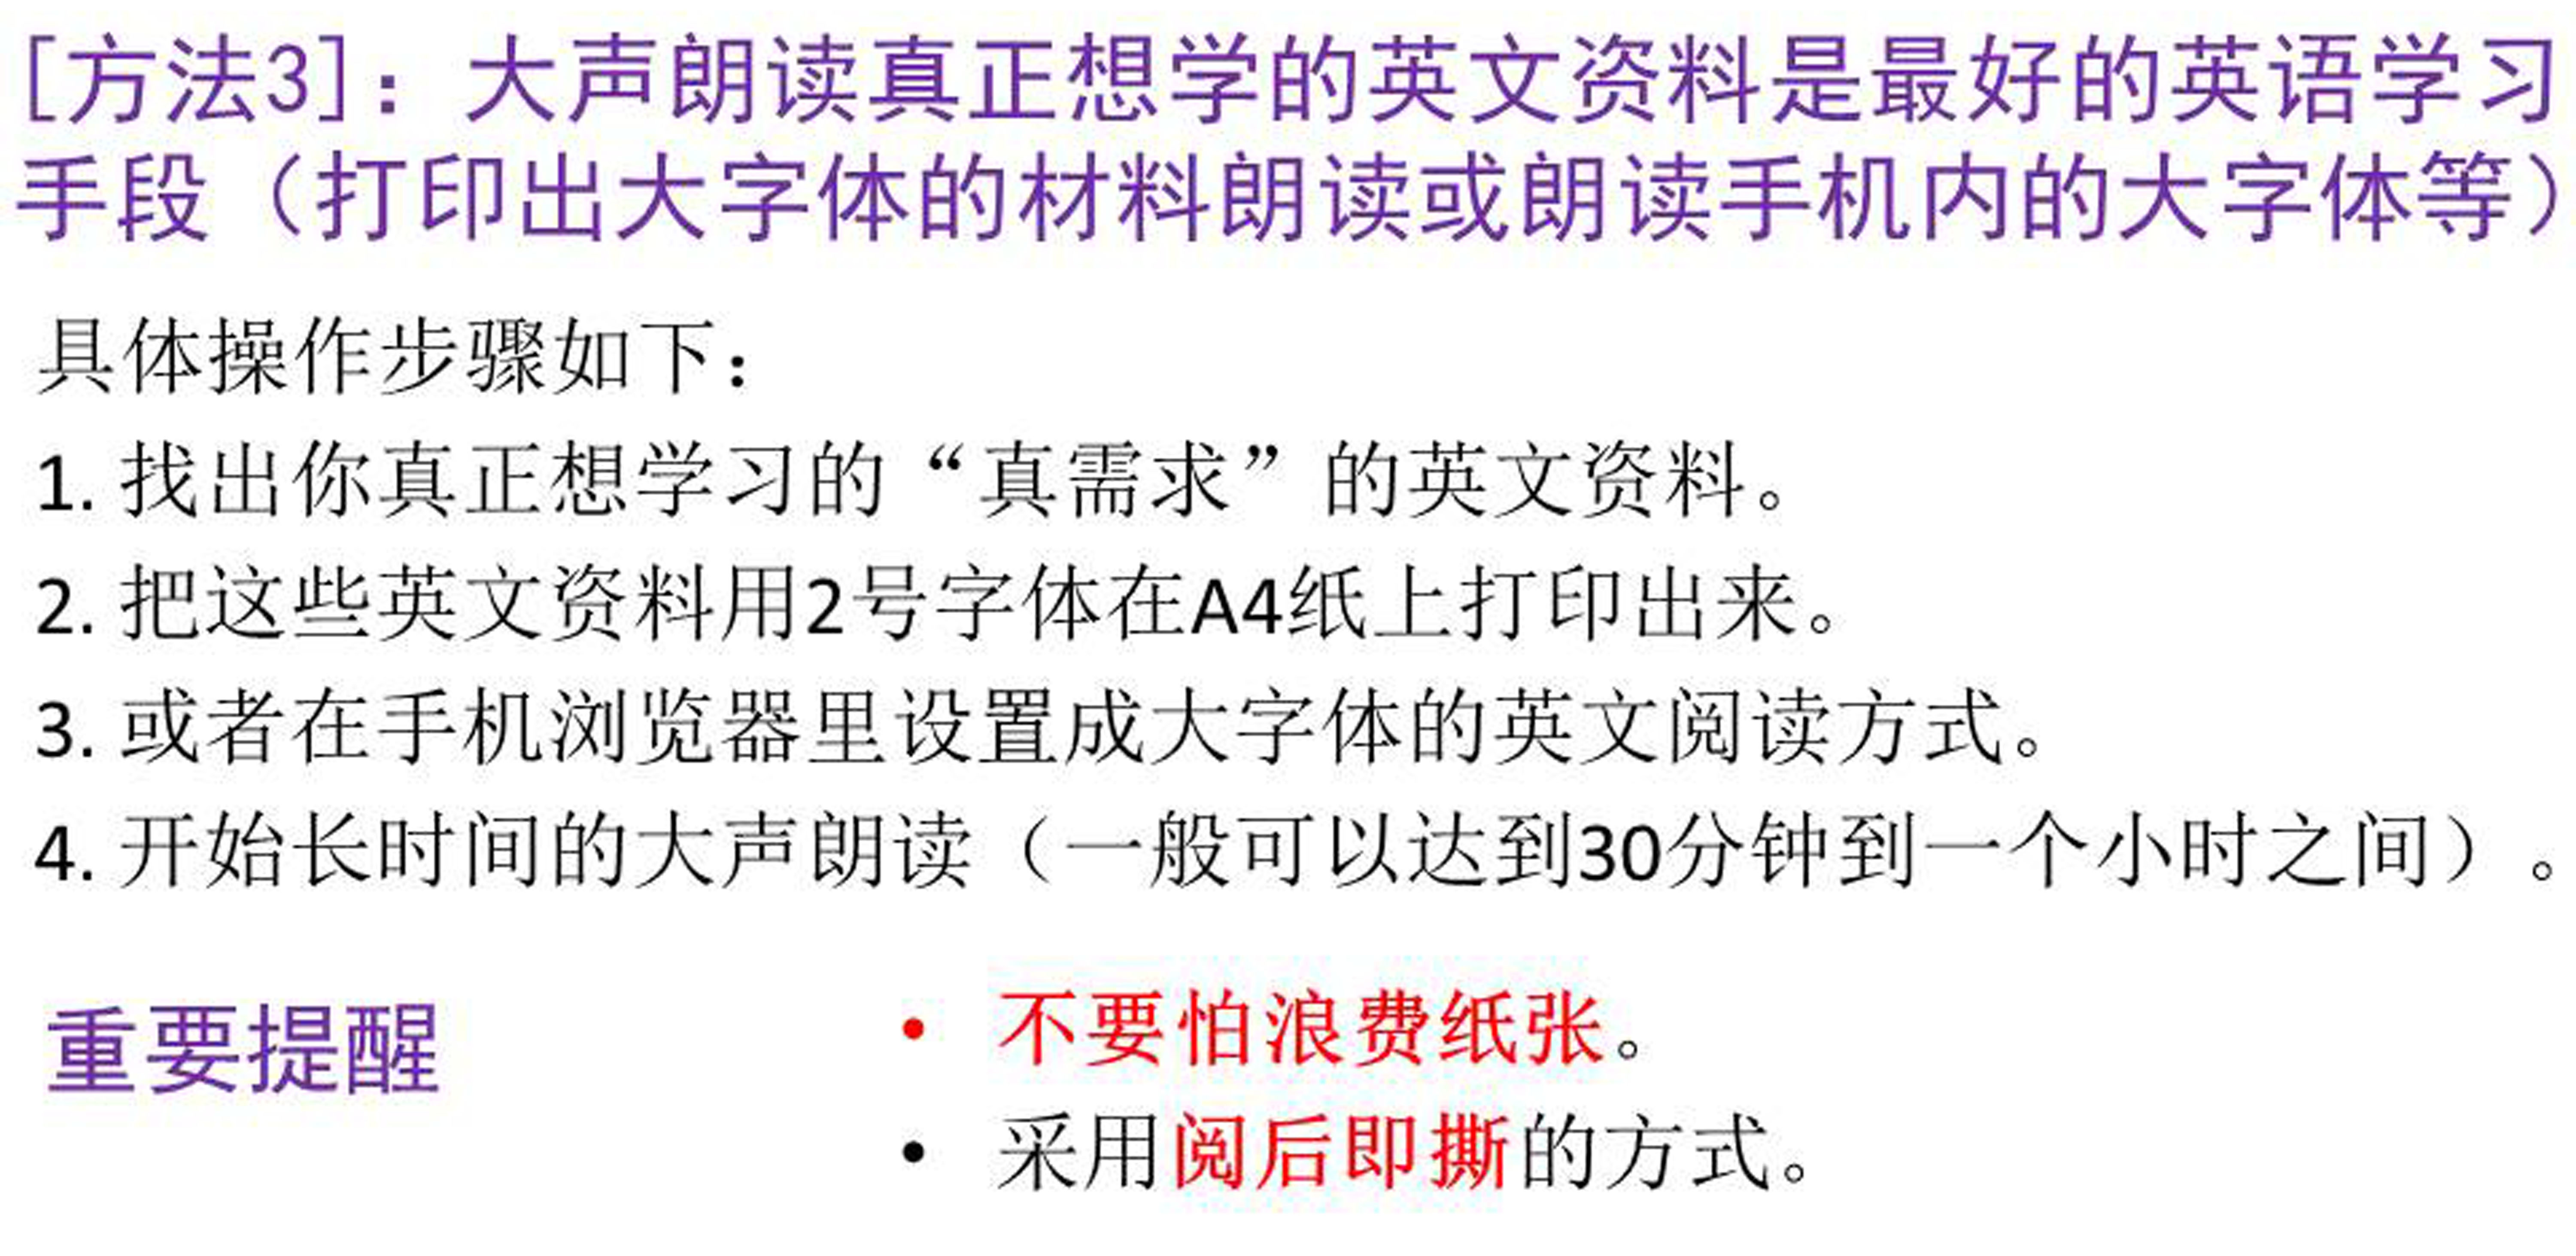 [方法3]：大声朗读真正想学的英文资料是最好的英语学习
手段（打印出大字体的材料朗读或朗读手机内的大字体等）
具体操作步骤如下：
1. 找出你真正想学习的“真需求”的英文资料。
2. 把这些英文资料用2号字体在A4纸上打印出来。
3. 或者在手机浏览器里设置成大字体的英文阅读方式。
4. 开始长时间的大声朗读（一般可以达到30分钟到一个小时之间）。
重要提醒
• 不要怕浪费纸张。
• 采用阅后即撕的方式。